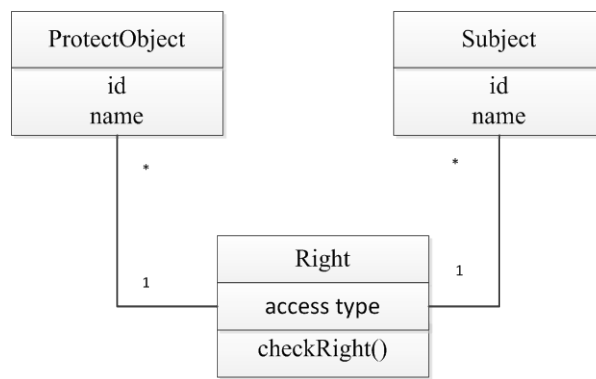 ProtectObject
id
name
Subject
id
name
*
*
1
1
Right
access type
checkRight()